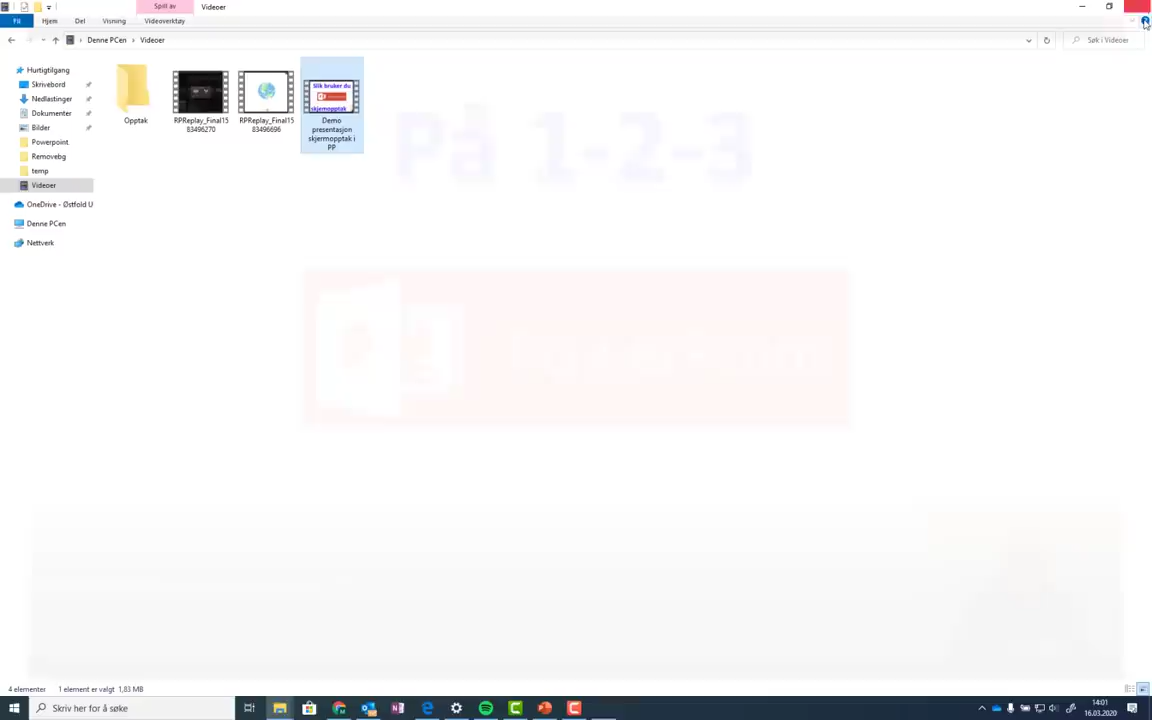 Spill av
Videoer
Fil
Hjem
Del
Visning
Videoverktøy
Denne PCen
Videoer
Søk i Videoer
Hurtigtilgang
Skrivebord
Nedlastinger
Dokumenter
Bilder
Powerpoint.
Removebg
temp
Videoer
OneDrive - Østfold U
Denne PCen
Nettverk
Opptak
RPReplay_Final15
83496270
RPReplay_Final15
83496696
Slik bruker du
skjermopptak
Demo
presentasjon
skjermopptak i
PP
På 1-2-3
4 elementer
1 element er valgt 1,83 MB
Skriv her for å søke
14:01
16.03.2020